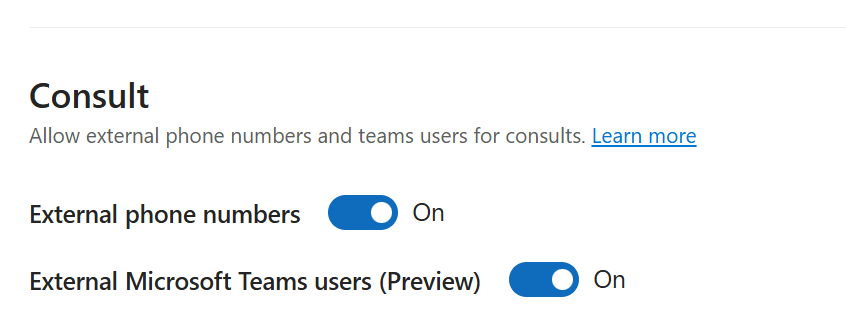 Consult
Allow external phone numbers and teams users for consults. Learn more
External phone numbers On
External Microsoft Teams users (Preview) On